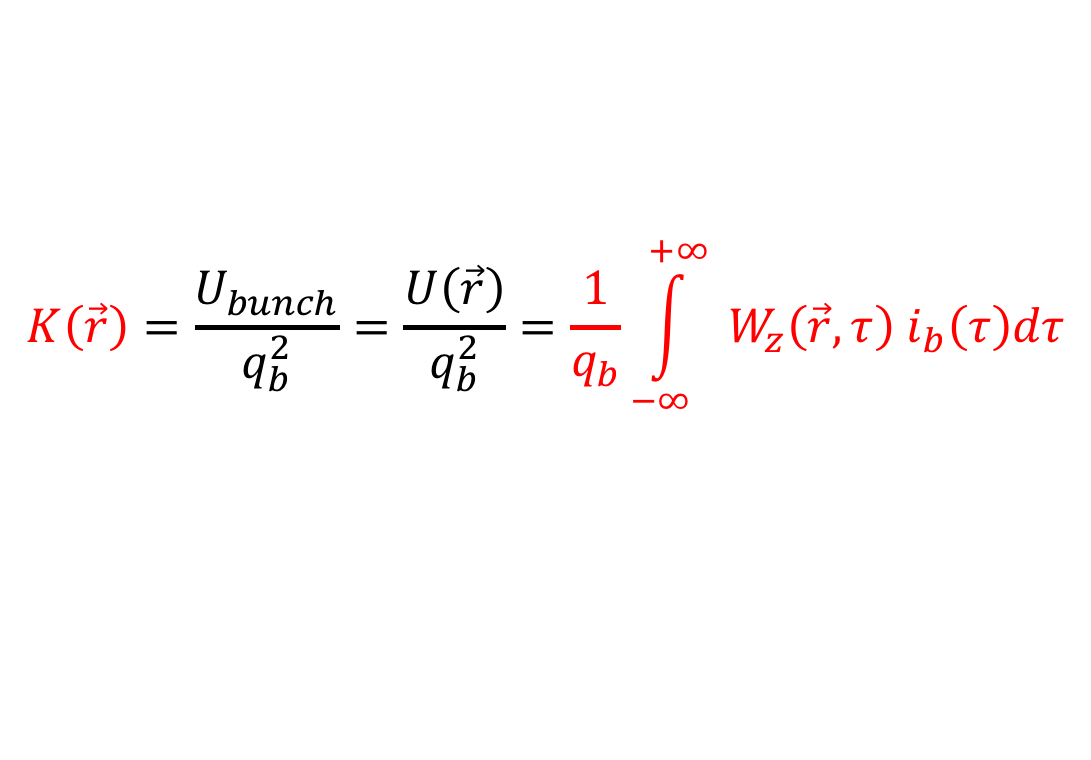 K(r⃗) = U_bunch / q_b^2 = U(r⃗) / q_b^2 = 1 / q_b ∫_{−∞}^{+∞} W_z(r⃗, τ) i_b(τ)dτ